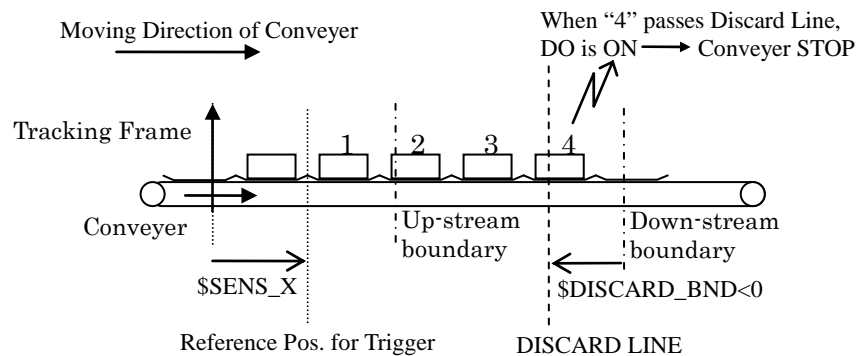 Moving Direction of Conveyer
When “4” passes Discard Line,
DO is ON
Conveyer STOP
Tracking Frame
1
2
3
4
Conveyer
Up-stream
boundary
Down-stream
boundary
$SENS_X
$DISCARD_BND<0
Reference Pos. for Trigger
DISCARD LINE